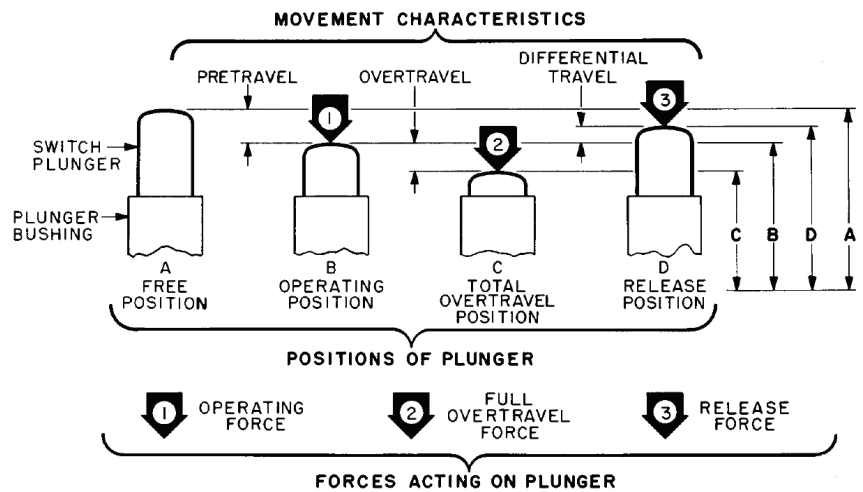 MOVEMENT CHARACTERISTICS
PRETRAVEL
OVERTRAVEL
DIFFERENTIAL
TRAVEL
1
2
3
SWITCH
PLUNGER
PLUNGER
BUSHING
A
FREE
POSITION
B
OPERATING
POSITION
C
TOTAL
OVERTRAVEL
POSITION
D
RELEASE
POSITION
C
B
D
A
POSITIONS OF PLUNGER
1
OPERATING
FORCE
2
FULL
OVERTRAVEL
FORCE
3
RELEASE
FORCE
FORCES ACTING ON PLUNGER